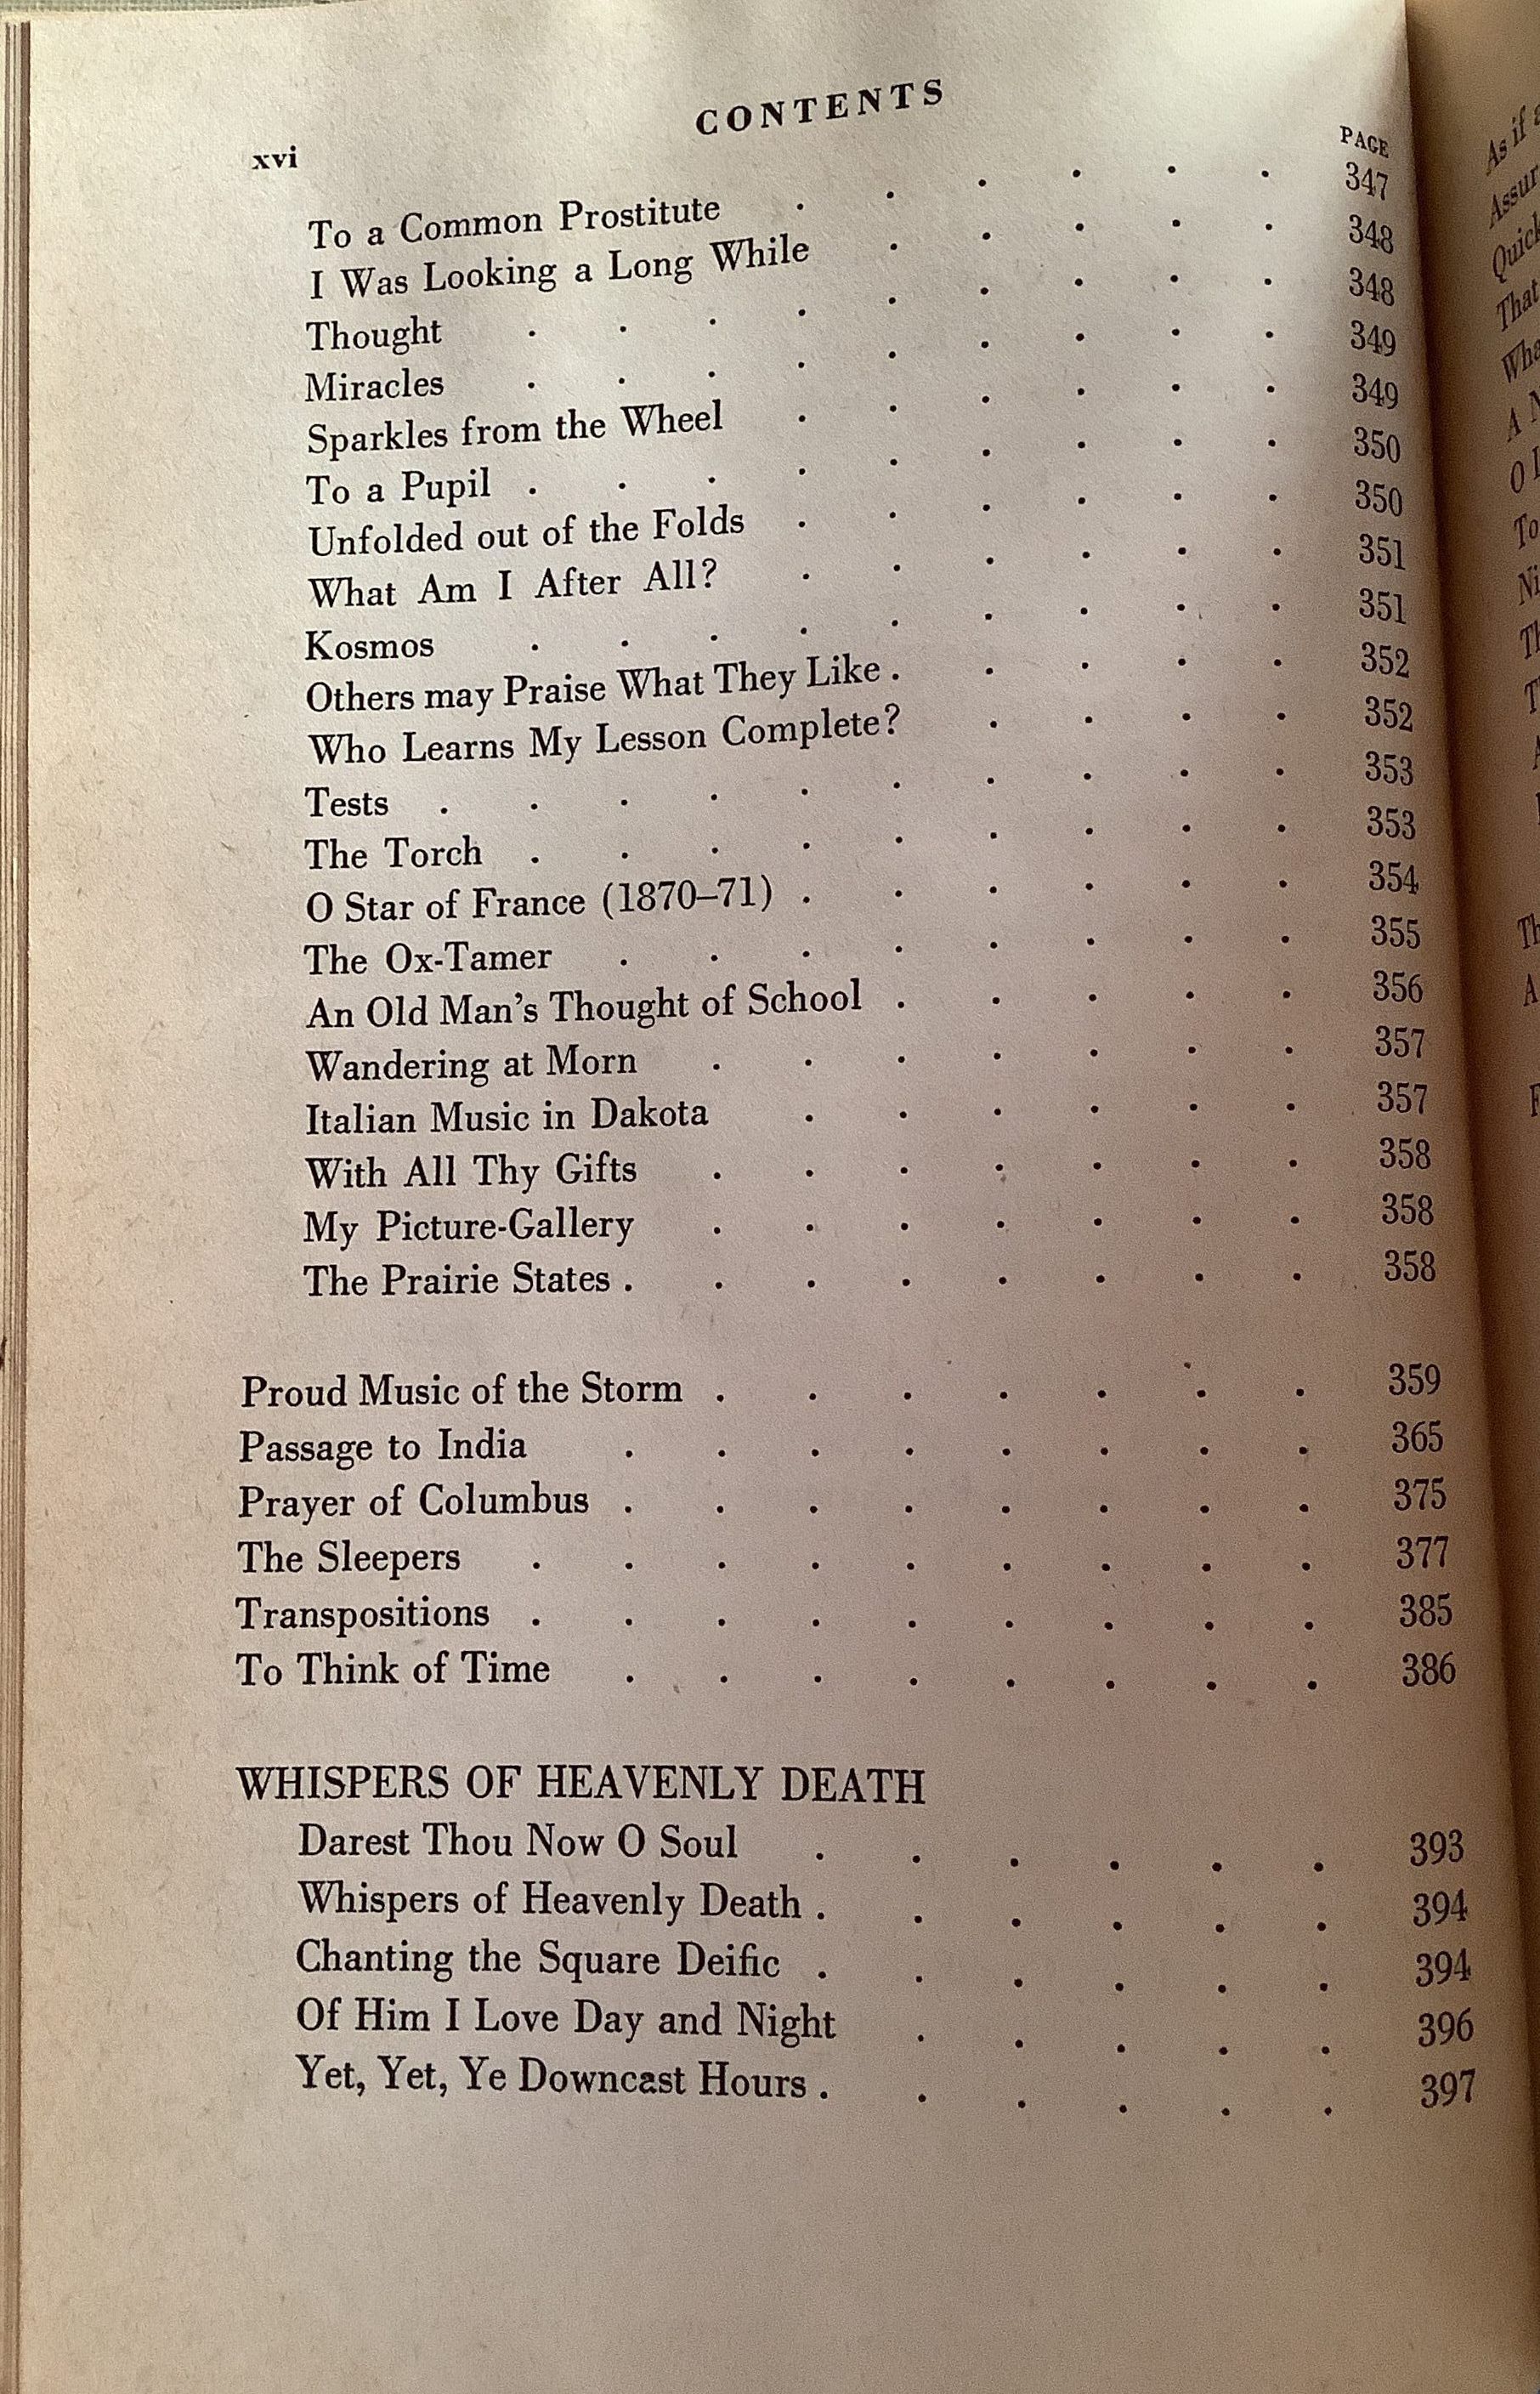 CONTENTS
xvi
PAGE
To a Common Prostitute . . . . . . 347
I Was Looking a Long While . . . . . 348
Thought . . . . . . . . . 348
Miracles . . . . . . . . . 349
Sparkles from the Wheel . . . . . . 349
To a Pupil . . . . . . . . . 350
Unfolded out of the Folds . . . . . . 350
What Am I After All? . . . . . . 351
Kosmos . . . . . . . . . 351
Others may Praise What They Like . . . . . 352
Who Learns My Lesson Complete? . . . . 352
Tests . . . . . . . . . . 353
The Torch . . . . . . . . . 353
O Star of France (1870–71) . . . . . . 354
The Ox-Tamer . . . . . . . . 355
An Old Man's Thought of School . . . . . 356
Wandering at Morn . . . . . . . 357
Italian Music in Dakota . . . . . . 357
With All Thy Gifts . . . . . . . 358
My Picture-Gallery . . . . . . . 358
The Prairie States . . . . . . . . 358
Proud Music of the Storm . . . . . . . 359
Passage to India . . . . . . . . 365
Prayer of Columbus . . . . . . . . 375
The Sleepers . . . . . . . . . 377
Transpositions . . . . . . . . . 385
To Think of Time . . . . . . . . 386
WHISPERS OF HEAVENLY DEATH
Darest Thou Now O Soul . . . . . . 393
Whispers of Heavenly Death . . . . . . 394
Chanting the Square Deific . . . . . . 394
Of Him I Love Day and Night . . . . . 396
Yet, Yet, Ye Downcast Hours . . . . . . 397
As if
That
To